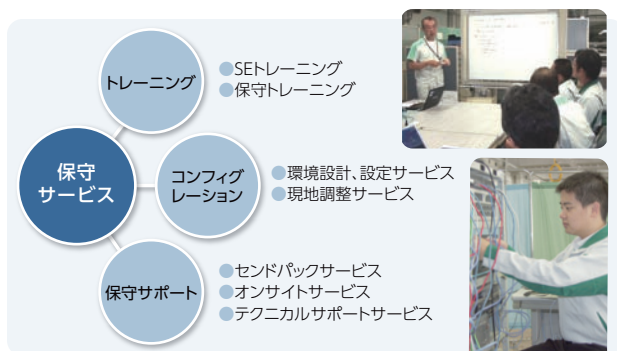 トレーニング
●SEトレーニング
●保守トレーニング
保守
サービス
コンフィグ
レーション
●環境設計、設定サービス
●現地調整サービス
保守サポート
●センドバックサービス
●オンサイトサービス
●テクニカルサポートサービス